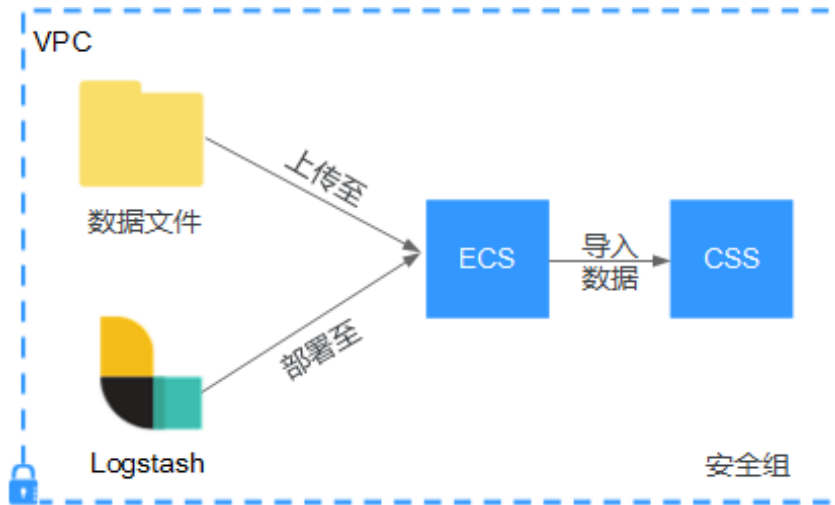 VPC
上传至
数据文件
ECS
导入
数据
CSS
部署至
Logstash
安全组